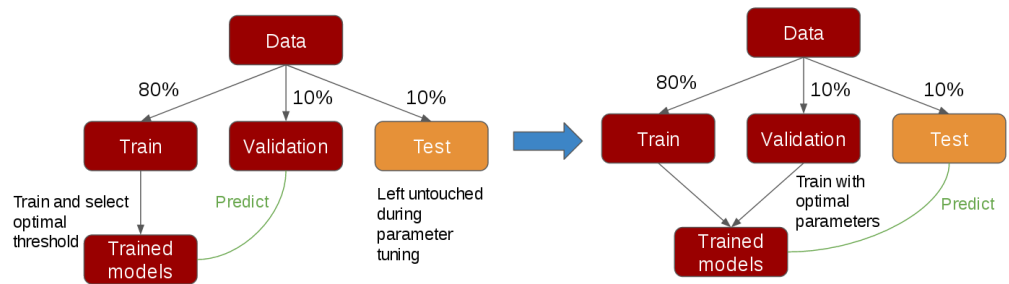 Data
80%
10%
10%
Train
Validation
Test
Train and select
optimal
threshold
Predict
Left untouched
during
parameter
tuning
Trained
models
Data
80%
10%
10%
Train
Validation
Test
Train with
optimal
parameters
Predict
Trained
models